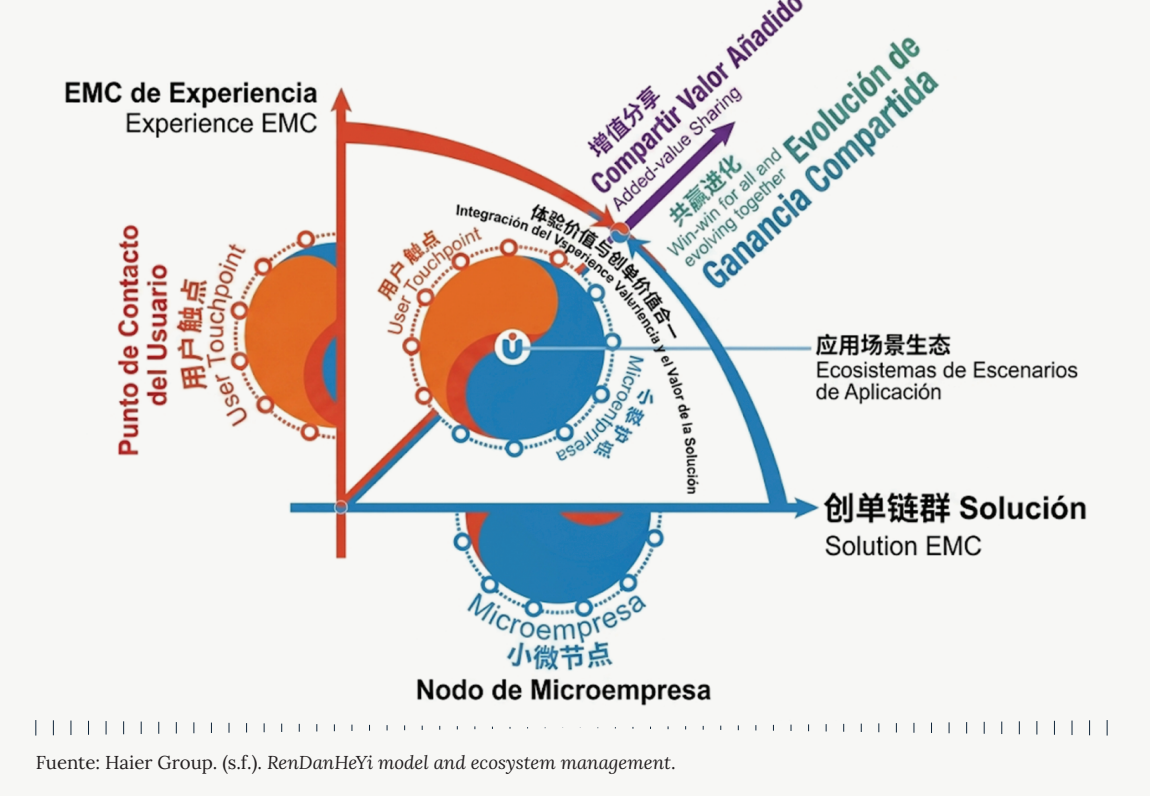 EMC de Experiencia
Experience EMC
增值分享
Compartir Valor Añadido
Added-value Sharing
共赢进化
Win-win for all and
evolving together
Evolución de
Ganancia Compartida
Punto de Contacto
del Usuario
用户触点
User Touchpoint
用户触点
User Touchpoint
体验价值与创单价值合一
Integración del Vsperience Valuriencia y el Valor de la Solución
应用场景生态
Ecosistemas de Escenarios
de Aplicación
创单链群 Solución
Solution EMC
Microempresa
小微节点
Nodo de Microempresa
Fuente: Haier Group. (s.f.). RenDanHeYi model and ecosystem management.